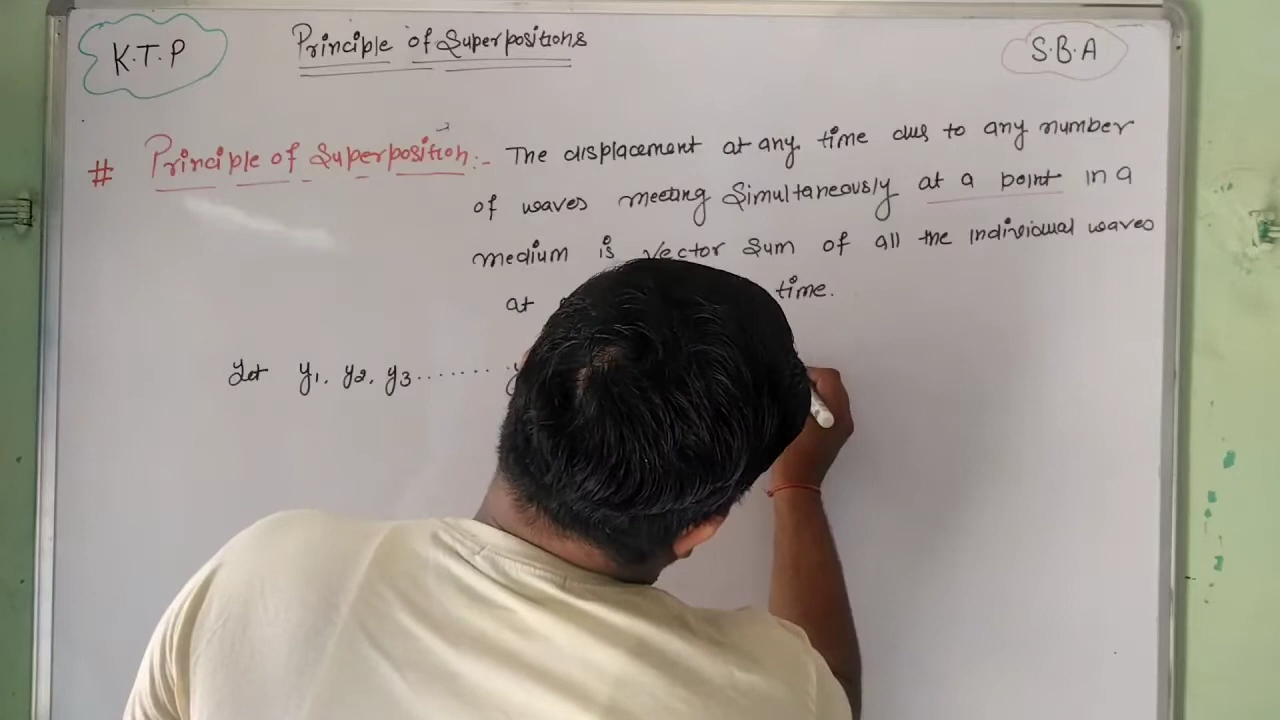 K.T.P
Principle of Superpositions
S.B.A
# Principle of Superposition:- The displacement at any time due to any number
of waves meeting Simultaneously at a point in a
medium is vector sum of all the individual waves
at time.
Let y1, y2, y3........ y